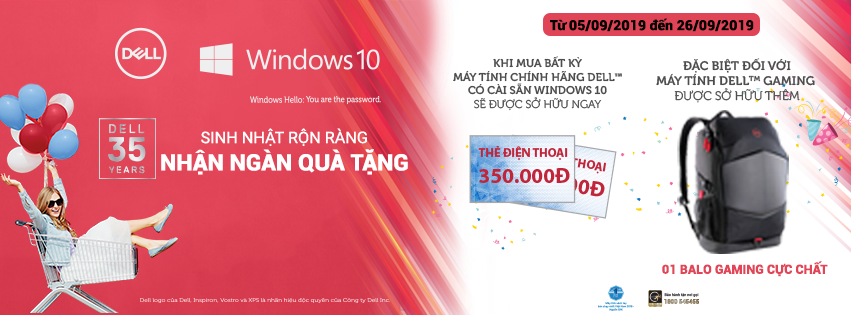 DELL
Windows 10
Windows Hello: You are the password.
DELL
35
YEARS
SINH NHẬT RỘN RÀNG
NHẬN NGÀN QUÀ TẶNG
Dell logo của Dell, Inspiron, Vostro và XPS là nhãn hiệu độc quyền của Công ty Dell Inc.
Từ 05/09/2019 đến 26/09/2019
KHI MUA BẤT KỲ
MÁY TÍNH CHÍNH HÃNG DELL™
CÓ CÀI SẴN WINDOWS 10
SẼ ĐƯỢC SỞ HỮU NGAY
THẺ ĐIỆN THOẠI
350.000Đ
THOẠI
00Đ
ĐẶC BIỆT ĐỐI VỚI
MÁY TÍNH DELL™ GAMING
ĐƯỢC SỞ HỮU THÊM
01 BALO GAMING CỰC CHẤT
1800 545455